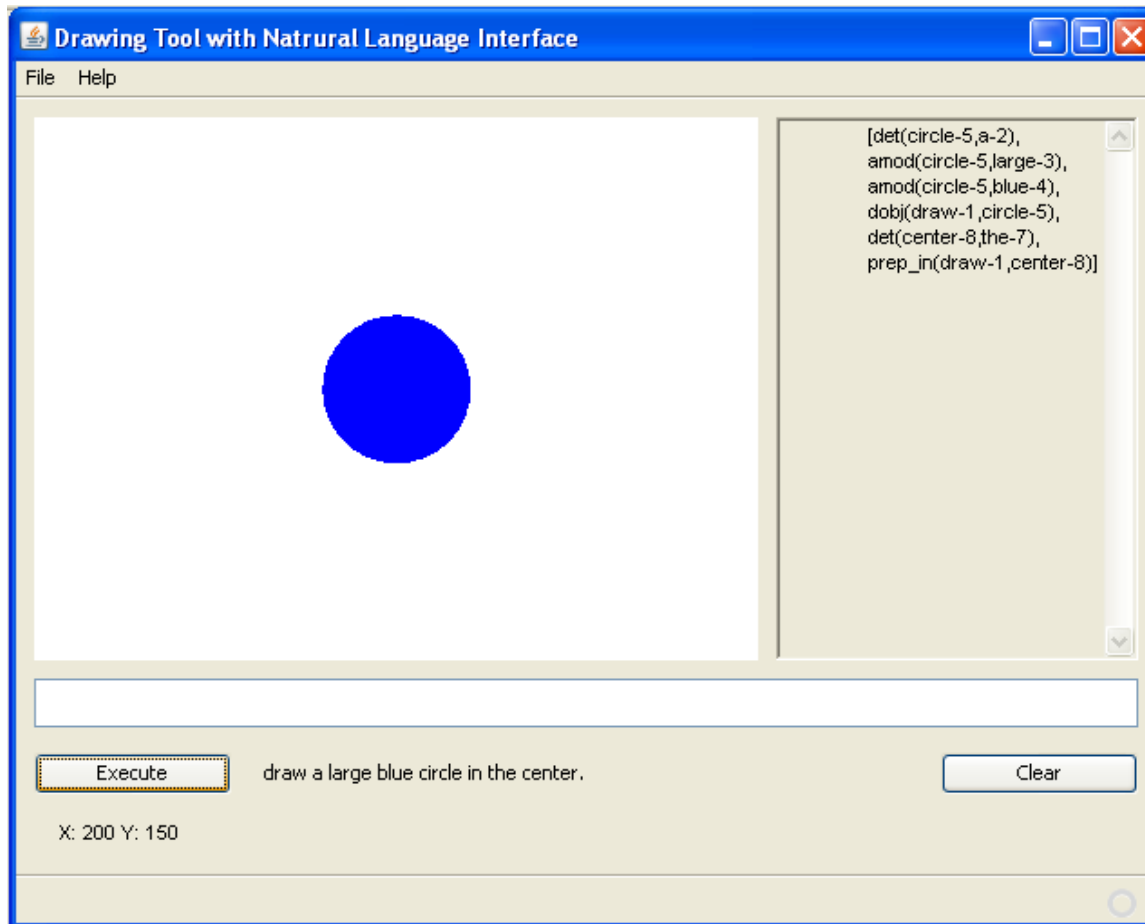 Drawing Tool with Natrural Language Interface
File Help
[det(circle-5,a-2),
amod(circle-5,large-3),
amod(circle-5,blue-4),
dobj(draw-1,circle-5),
det(center-8,the-7),
prep_in(draw-1,center-8)]
Execute draw a large blue circle in the center. Clear
X: 200 Y: 150